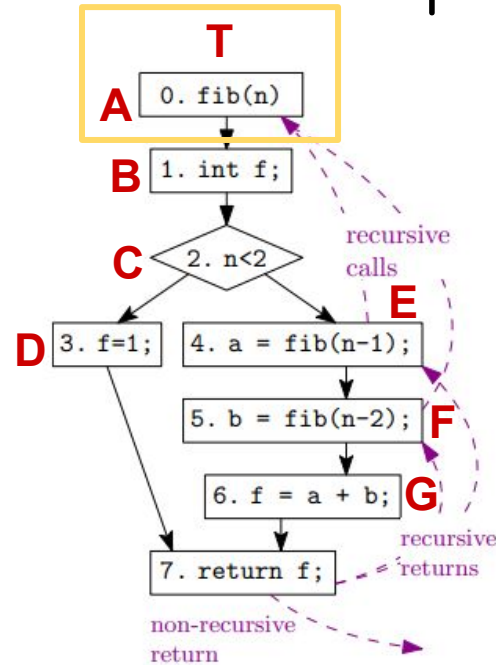 T
A
0. fib(n)
B
1. int f;
C
2. n<2
recursive
calls
E
D
3. f=1;
4. a = fib(n-1);
5. b = fib(n-2);
F
6. f = a + b;
G
recursive
returns
7. return f;
non-recursive
return